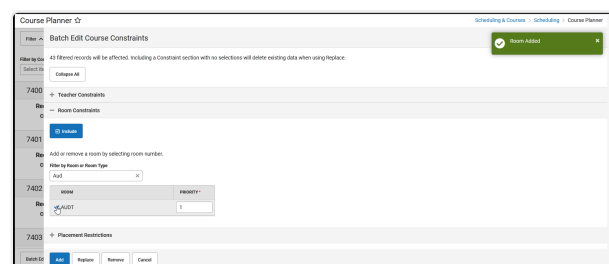 Course Planner ☆
Scheduling & Courses > Scheduling > Course Planner
Filter
Batch Edit Course Constraints
Room Added
×
43 filtered records will be affected. Including a Constraint section with no selections will delete existing data when using Replace.
Filter by Cou
Collapse All
7400
+ Teacher Constraints
− Room Constraints
Include
7401
Add or remove a room by selecting room number.
Filter by Room or Room Type
Aud ×
7402
ROOM PRIORITY *
AUDT 1
7403
+ Placement Restrictions
Batch Ed
Add Replace Remove Cancel